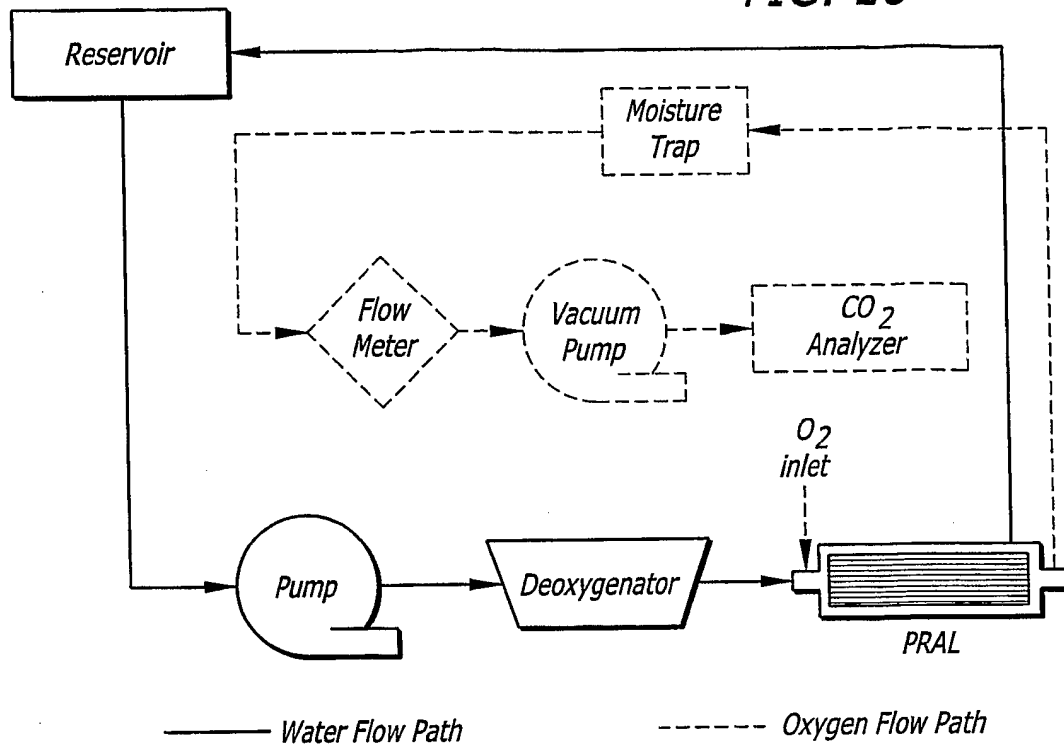 Reservoir
Moisture
Trap
Flow
Meter
Vacuum
Pump
CO2
Analyzer
O2
inlet
Pump
Deoxygenator
PRAL
Water Flow Path
Oxygen Flow Path